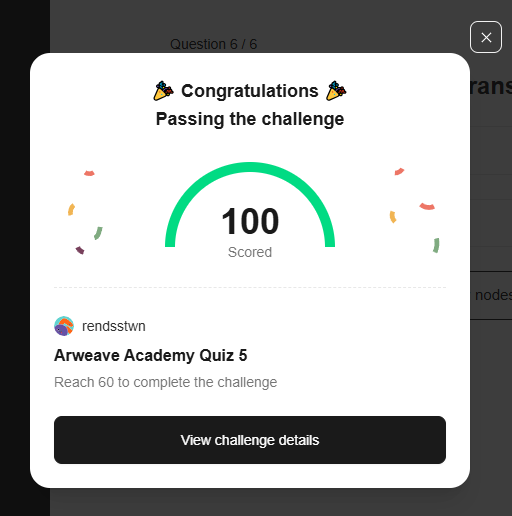 Question 6 / 6
rans
🎉 Congratulations 🎉
Passing the challenge
100
Scored
nodes
rendsstwn
Arweave Academy Quiz 5
Reach 60 to complete the challenge
View challenge details